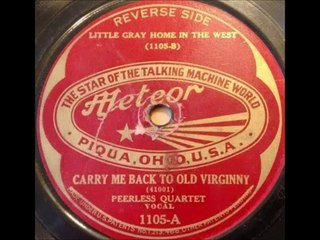 REVERSE SIDE
LITTLE GRAY HOME IN THE WEST
(1105-B)
THE STAR OF THE TALKING MACHINE WORLD
Meteor
PIQUA, OHIO, U.S.A.
CARRY ME BACK TO OLD VIRGINNY
(41001)
PEERLESS QUARTET
VOCAL
1105-A